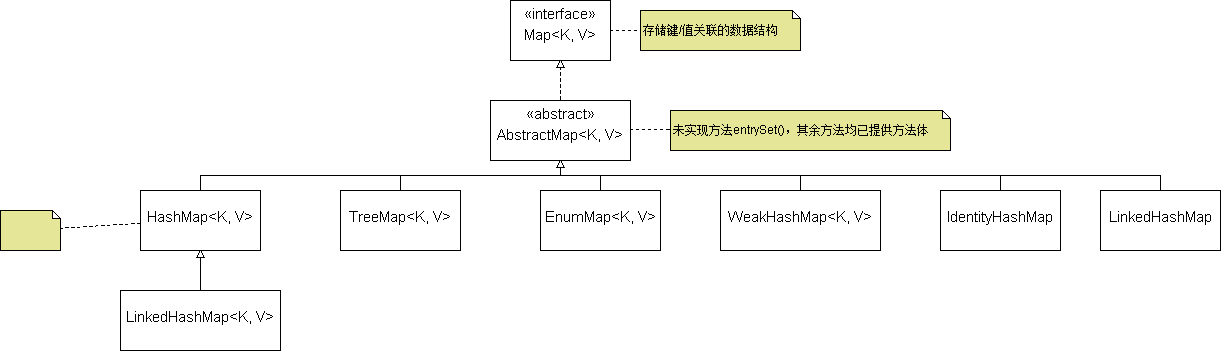 «interface»
Map<K, V>
存储键/值关联的数据结构
«abstract»
AbstractMap<K, V>
未实现方法entrySet()，其余方法均已提供方法体
HashMap<K, V>
TreeMap<K, V>
EnumMap<K, V>
WeakHashMap<K, V>
IdentityHashMap
LinkedHashMap
LinkedHashMap<K, V>